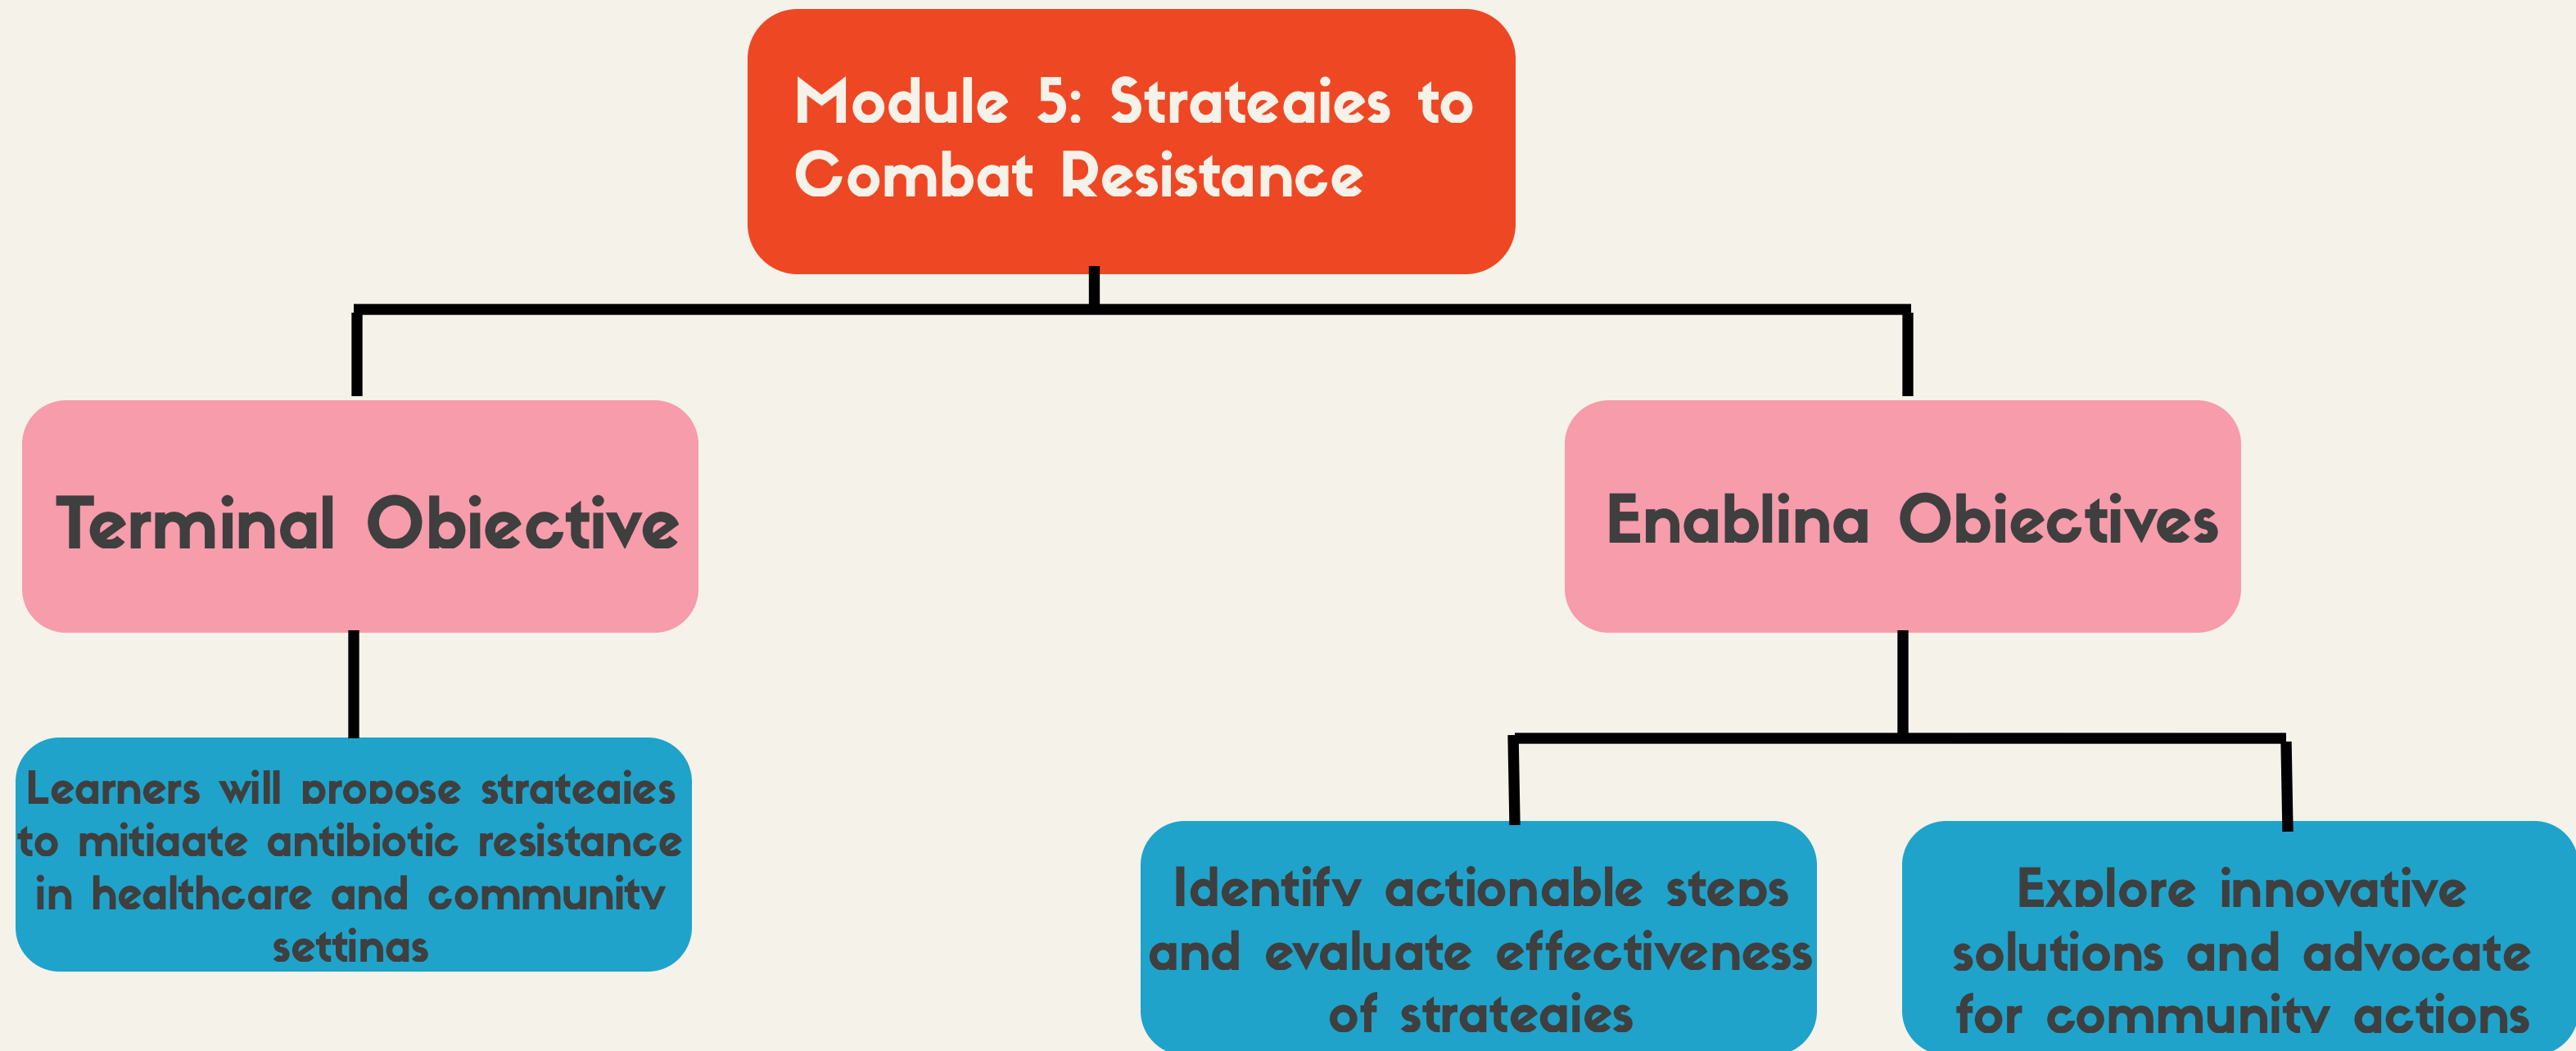 Module 5: Strategies to
Combat Resistance
Terminal Objective
Enabling Objectives
Learners will propose strategies
to mitigate antibiotic resistance
in healthcare and community
settings
Identify actionable steps
and evaluate effectiveness
of strategies
Explore innovative
solutions and advocate
for community actions